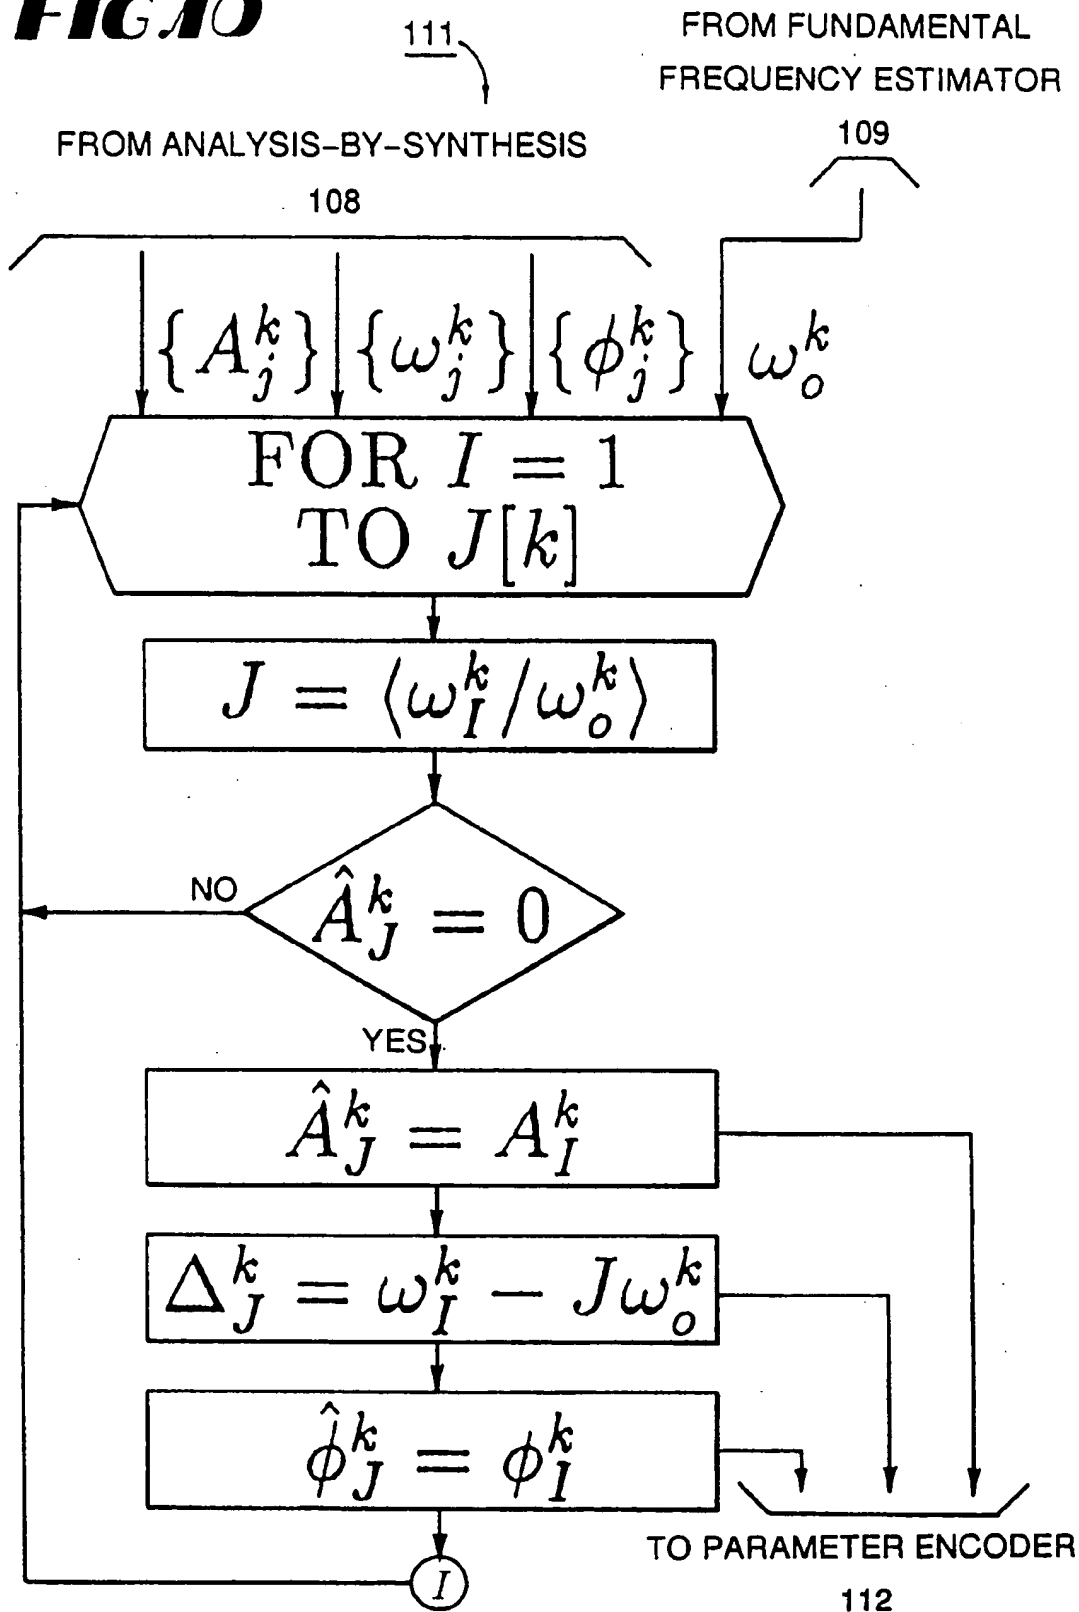 FIG.10
111
FROM FUNDAMENTAL
FREQUENCY ESTIMATOR
109
FROM ANALYSIS-BY-SYNTHESIS
108
{A_j^k} {ω_j^k} {φ_j^k} ω_o^k
FOR I = 1
TO J[k]
J = ⟨ω_I^k/ω_o^k⟩
NO
Â_J^k = 0
YES
Â_J^k = A_I^k
Δ_J^k = ω_I^k - Jω_o^k
φ̂_J^k = φ_I^k
TO PARAMETER ENCODER
112
I